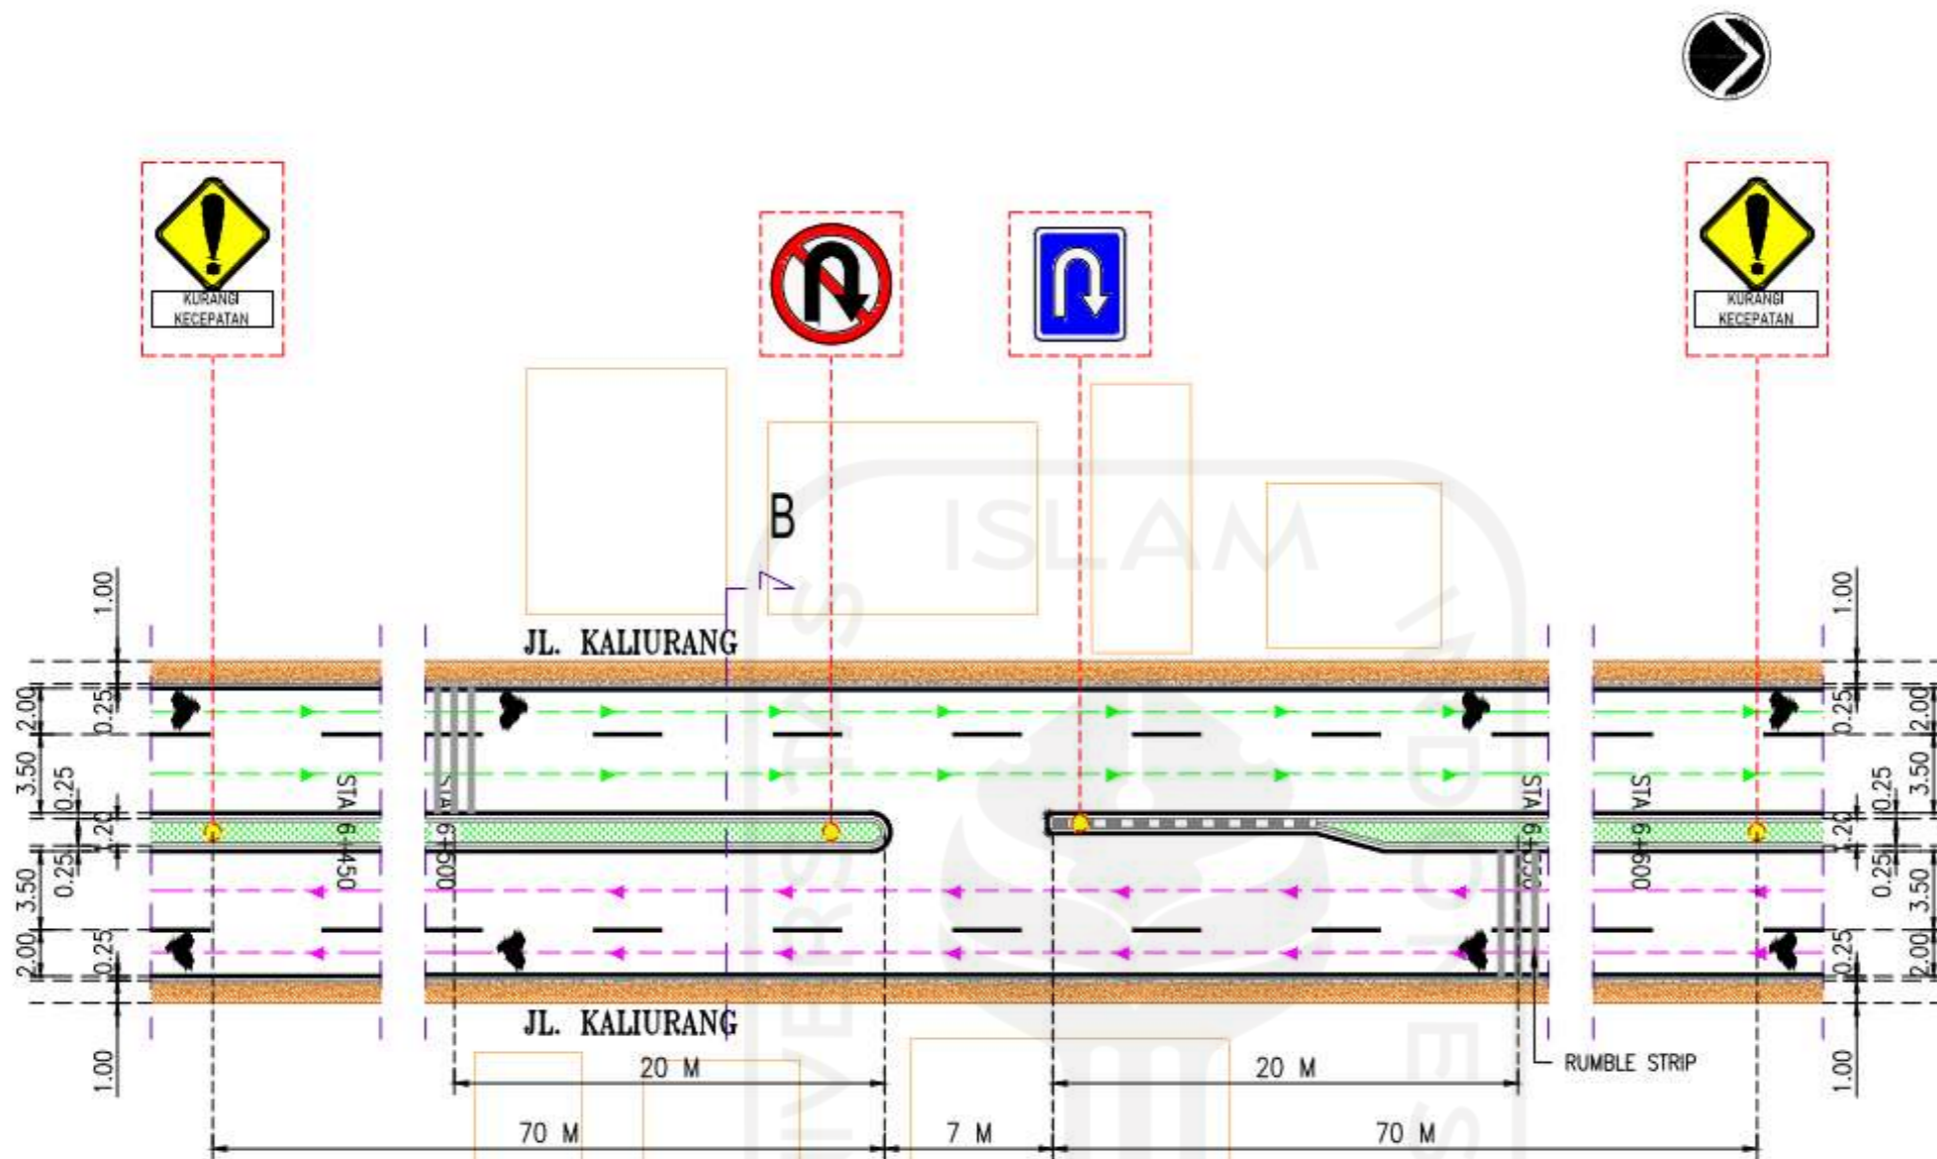 KURANGI
KECEPATAN
KURANGI
KECEPATAN
ISLAM
B
JL. KALIURANG
1.00
0.25
2.00
3.50
0.25
1.20
0.25
3.50
2.00
0.25
1.00
STA 6+450
STA 6+500
STA 6+550
STA 6+600
1.00
0.25
2.00
3.50
0.25
1.20
0.25
3.50
2.00
0.25
1.00
JL. KALIURANG
20 M
20 M
RUMBLE STRIP
70 M
7 M
70 M